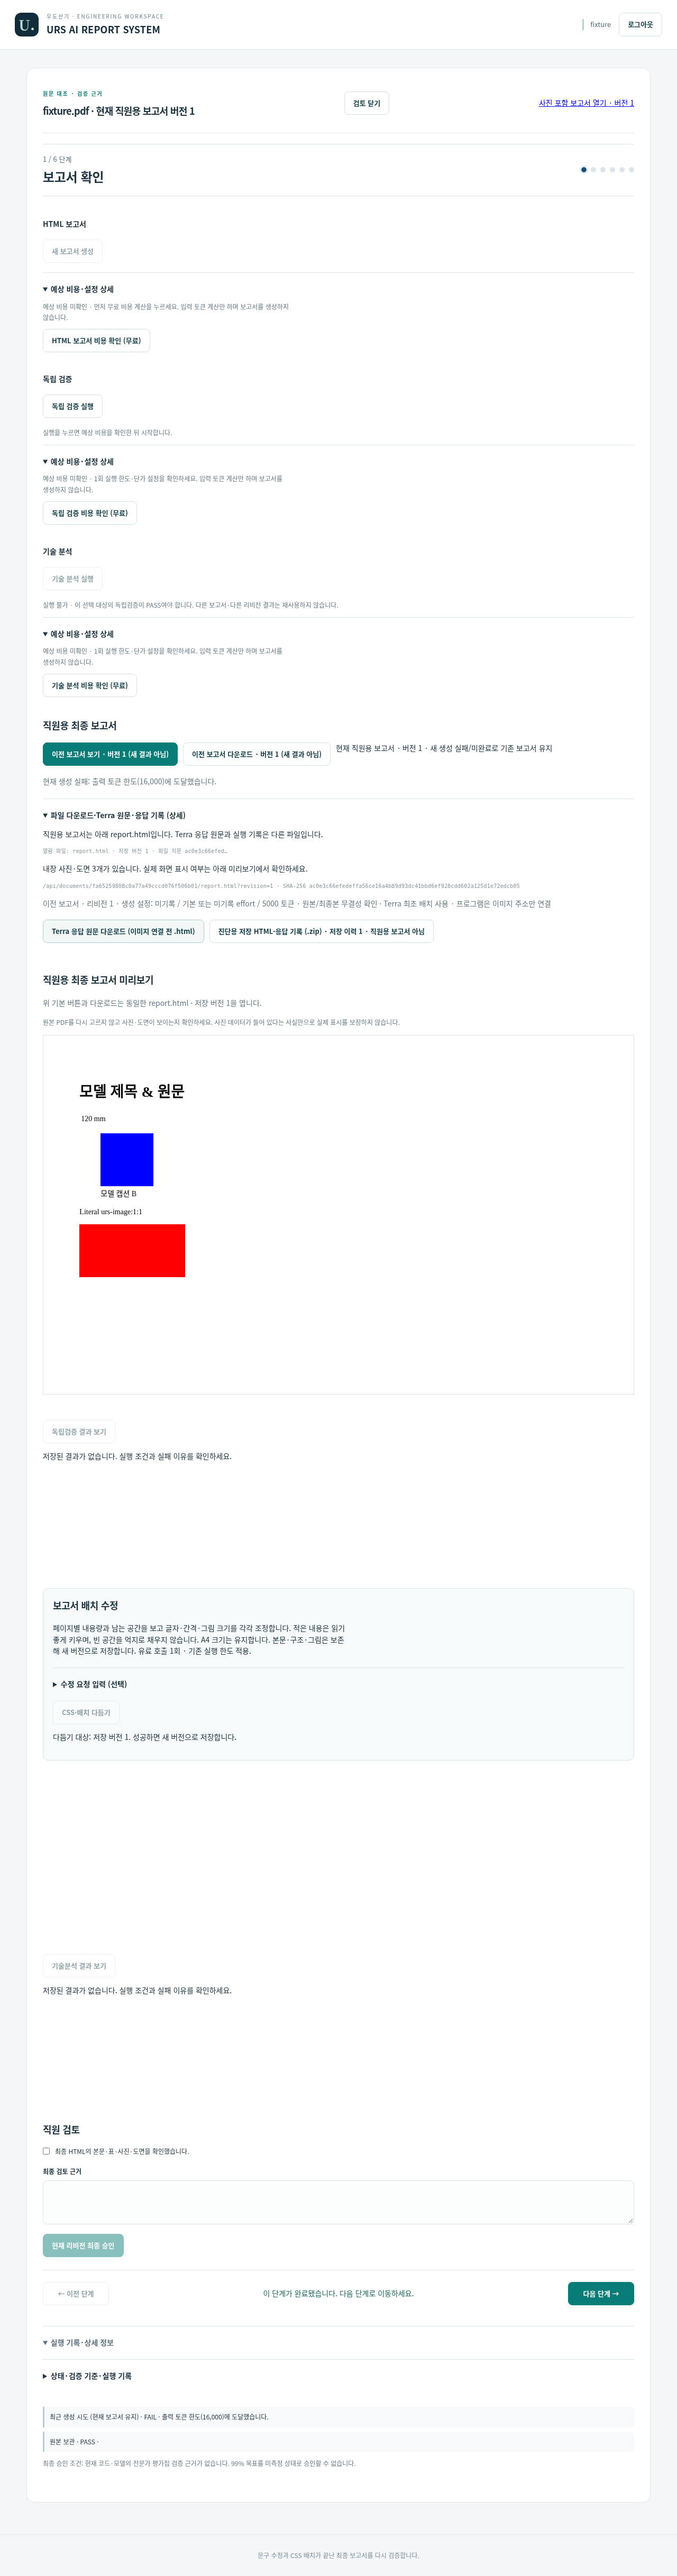 U.
무도산기 · ENGINEERING WORKSPACE
URS AI REPORT SYSTEM
fixture
로그아웃
원문 대조 · 검증 근거
fixture.pdf · 현재 직원용 보고서 버전 1
검토 닫기
사진 포함 보고서 열기 · 버전 1
1 / 6 단계
보고서 확인
HTML 보고서
새 보고서 생성
▼ 예상 비용·설정 상세
예상 비용 미확인 · 먼저 무료 비용 계산을 누르세요. 입력 토큰 계산만 하며 보고서를 생성하지
않습니다.
HTML 보고서 비용 확인 (무료)
독립 검증
독립 검증 실행
실행을 누르면 예상 비용을 확인한 뒤 시작합니다.
▼ 예상 비용·설정 상세
예상 비용 미확인 · 1회 실행 한도·단가 설정을 확인하세요. 입력 토큰 계산만 하며 보고서를
생성하지 않습니다.
독립 검증 비용 확인 (무료)
기술 분석
기술 분석 실행
실행 불가 · 이 선택 대상의 독립검증이 PASS여야 합니다. 다른 보고서·다른 리비전 결과는 재사용하지 않습니다.
▼ 예상 비용·설정 상세
예상 비용 미확인 · 1회 실행 한도·단가 설정을 확인하세요. 입력 토큰 계산만 하며 보고서를
생성하지 않습니다.
기술 분석 비용 확인 (무료)
직원용 최종 보고서
이전 보고서 보기 · 버전 1 (새 결과 아님)
이전 보고서 다운로드 · 버전 1 (새 결과 아님)
현재 직원용 보고서 · 버전 1 · 새 생성 실패/미완료로 기존 보고서 유지
현재 생성 실패: 출력 토큰 한도(16,000)에 도달했습니다.
▼ 파일 다운로드·Terra 원문·응답 기록 (상세)
직원용 보고서는 아래 report.html입니다. Terra 응답 원문과 실행 기록은 다른 파일입니다.
열람 파일: report.html · 저장 버전 1 · 파일 지문 ac0e3c66efed…
내장 사진·도면 3개가 있습니다. 실제 화면 표시 여부는 아래 미리보기에서 확인하세요.
이전 보고서 · 리비전 1 · 생성 설정: 미기록 / 기본 또는 미기록 effort / 5000 토큰 · 원본/최종본 무결성 확인 · Terra 최초 배치 사용 · 프로그램은 이미지 주소만 연결
Terra 응답 원문 다운로드 (이미지 연결 전 .html)
진단용 저장 HTML·응답 기록 (.zip) · 저장 이력 1 · 직원용 보고서 아님
직원용 최종 보고서 미리보기
위 기본 버튼과 다운로드는 동일한 report.html · 저장 버전 1을 엽니다.
원본 PDF를 다시 고르지 않고 사진·도면이 보이는지 확인하세요. 사진 데이터가 들어 있다는 사실만으로 실제 표시를 보장하지 않습니다.
모델 제목 & 원문
120 mm
모델 캡션 B
Literal urs-image:1:1
독립검증 결과 보기
저장된 결과가 없습니다. 실행 조건과 실패 이유를 확인하세요.
보고서 배치 수정
페이지별 내용량과 남는 공간을 보고 글자·간격·그림 크기를 각각 조정합니다. 적은 내용은 읽기
좋게 키우며, 빈 공간을 억지로 채우지 않습니다. A4 크기는 유지합니다. 본문·구조·그림은 보존
해 새 버전으로 저장합니다. 유료 호출 1회 · 기존 실행 한도 적용.
▶ 수정 요청 입력 (선택)
CSS·배치 다듬기
다듬기 대상: 저장 버전 1. 성공하면 새 버전으로 저장합니다.
기술분석 결과 보기
저장된 결과가 없습니다. 실행 조건과 실패 이유를 확인하세요.
직원 검토
최종 HTML의 본문·표·사진·도면을 확인했습니다.
최종 검토 근거
현재 리비전 최종 승인
← 이전 단계
이 단계가 완료됐습니다. 다음 단계로 이동하세요.
다음 단계 →
▼ 실행 기록·상세 정보
▶ 상태·검증 기준·실행 기록
최근 생성 시도 (현재 보고서 유지) · FAIL · 출력 토큰 한도(16,000)에 도달했습니다.
원본 보관 · PASS ·
최종 승인 조건: 현재 코드·모델의 전문가 평가집 검증 근거가 없습니다. 99% 목표를 미측정 상태로 승인할 수 없습니다.
문구 수정과 CSS 배치가 끝난 최종 보고서를 다시 검증합니다.